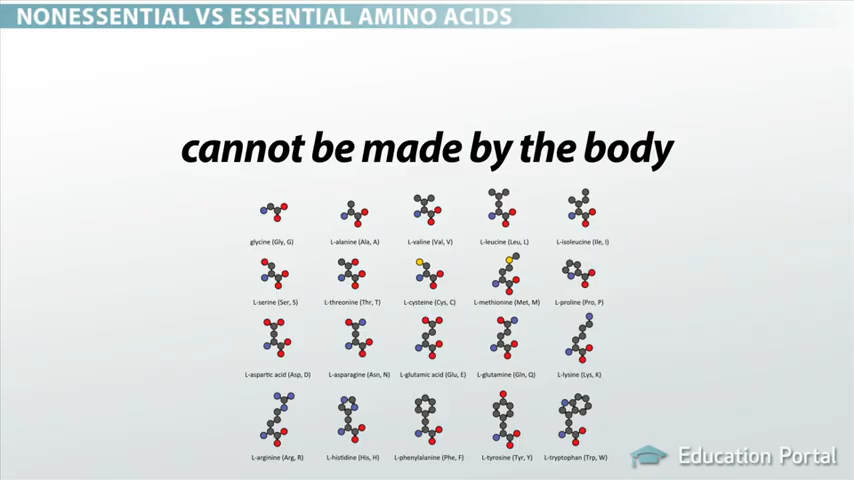 NONESSENTIAL VS ESSENTIAL AMINO ACIDS
cannot be made by the body
glycine (Gly, G) L-alanine (Ala, A) L-valine (Val, V) L-leucine (Leu, L) L-isoleucine (Ile, I)
L-serine (Ser, S) L-threonine (Thr, T) L-cysteine (Cys, C) L-methionine (Met, M) L-proline (Pro, P)
L-aspartic acid (Asp, D) L-asparagine (Asn, N) L-glutamic acid (Glu, E) L-glutamine (Gln, Q) L-lysine (Lys, K)
L-arginine (Arg, R) L-histidine (His, H) L-phenylalanine (Phe, F) L-tyrosine (Tyr, Y) L-tryptophan (Trp, W)
Education Portal